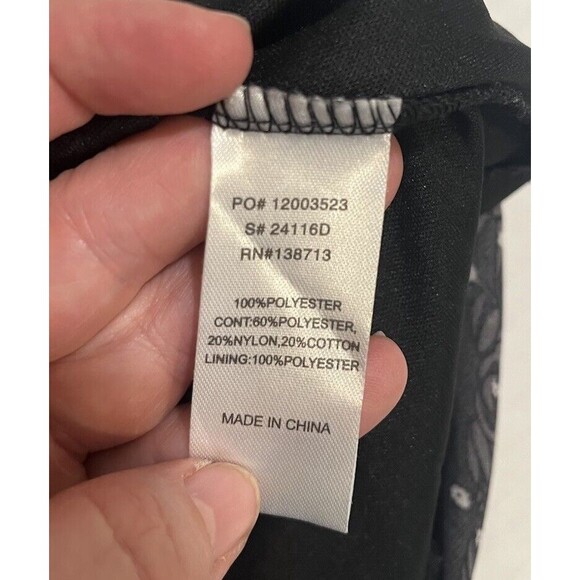 PO# 12003523
S# 24116D
RN#138713
100%POLYESTER
CONT:60%POLYESTER,
20%NYLON,20%COTTON
LINING:100%POLYESTER
MADE IN CHINA